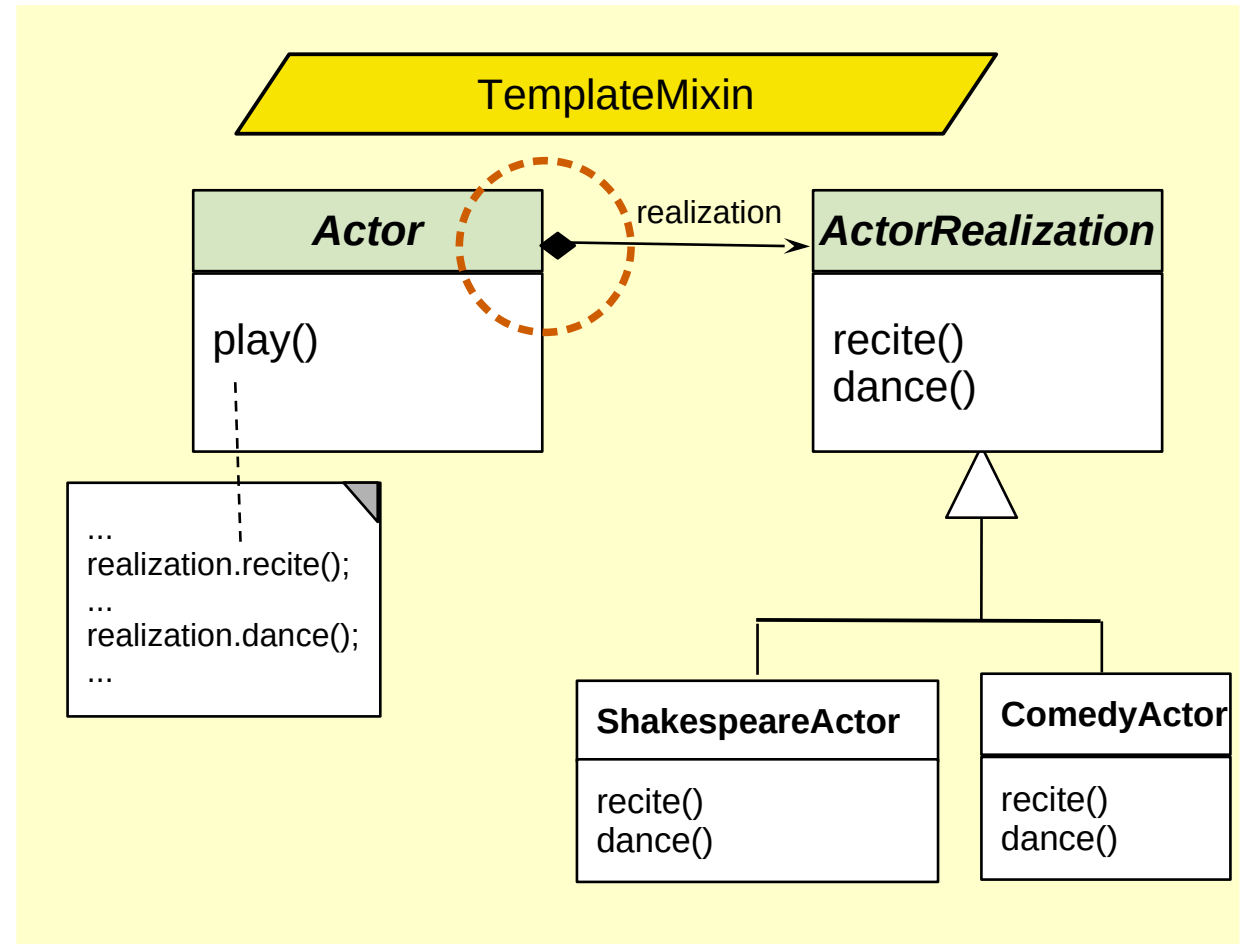 TemplateMixin
Actor
realization
ActorRealization
play()
recite()
dance()
...
realization.recite();
...
realization.dance();
...
ShakespeareActor
recite()
dance()
ComedyActor
recite()
dance()